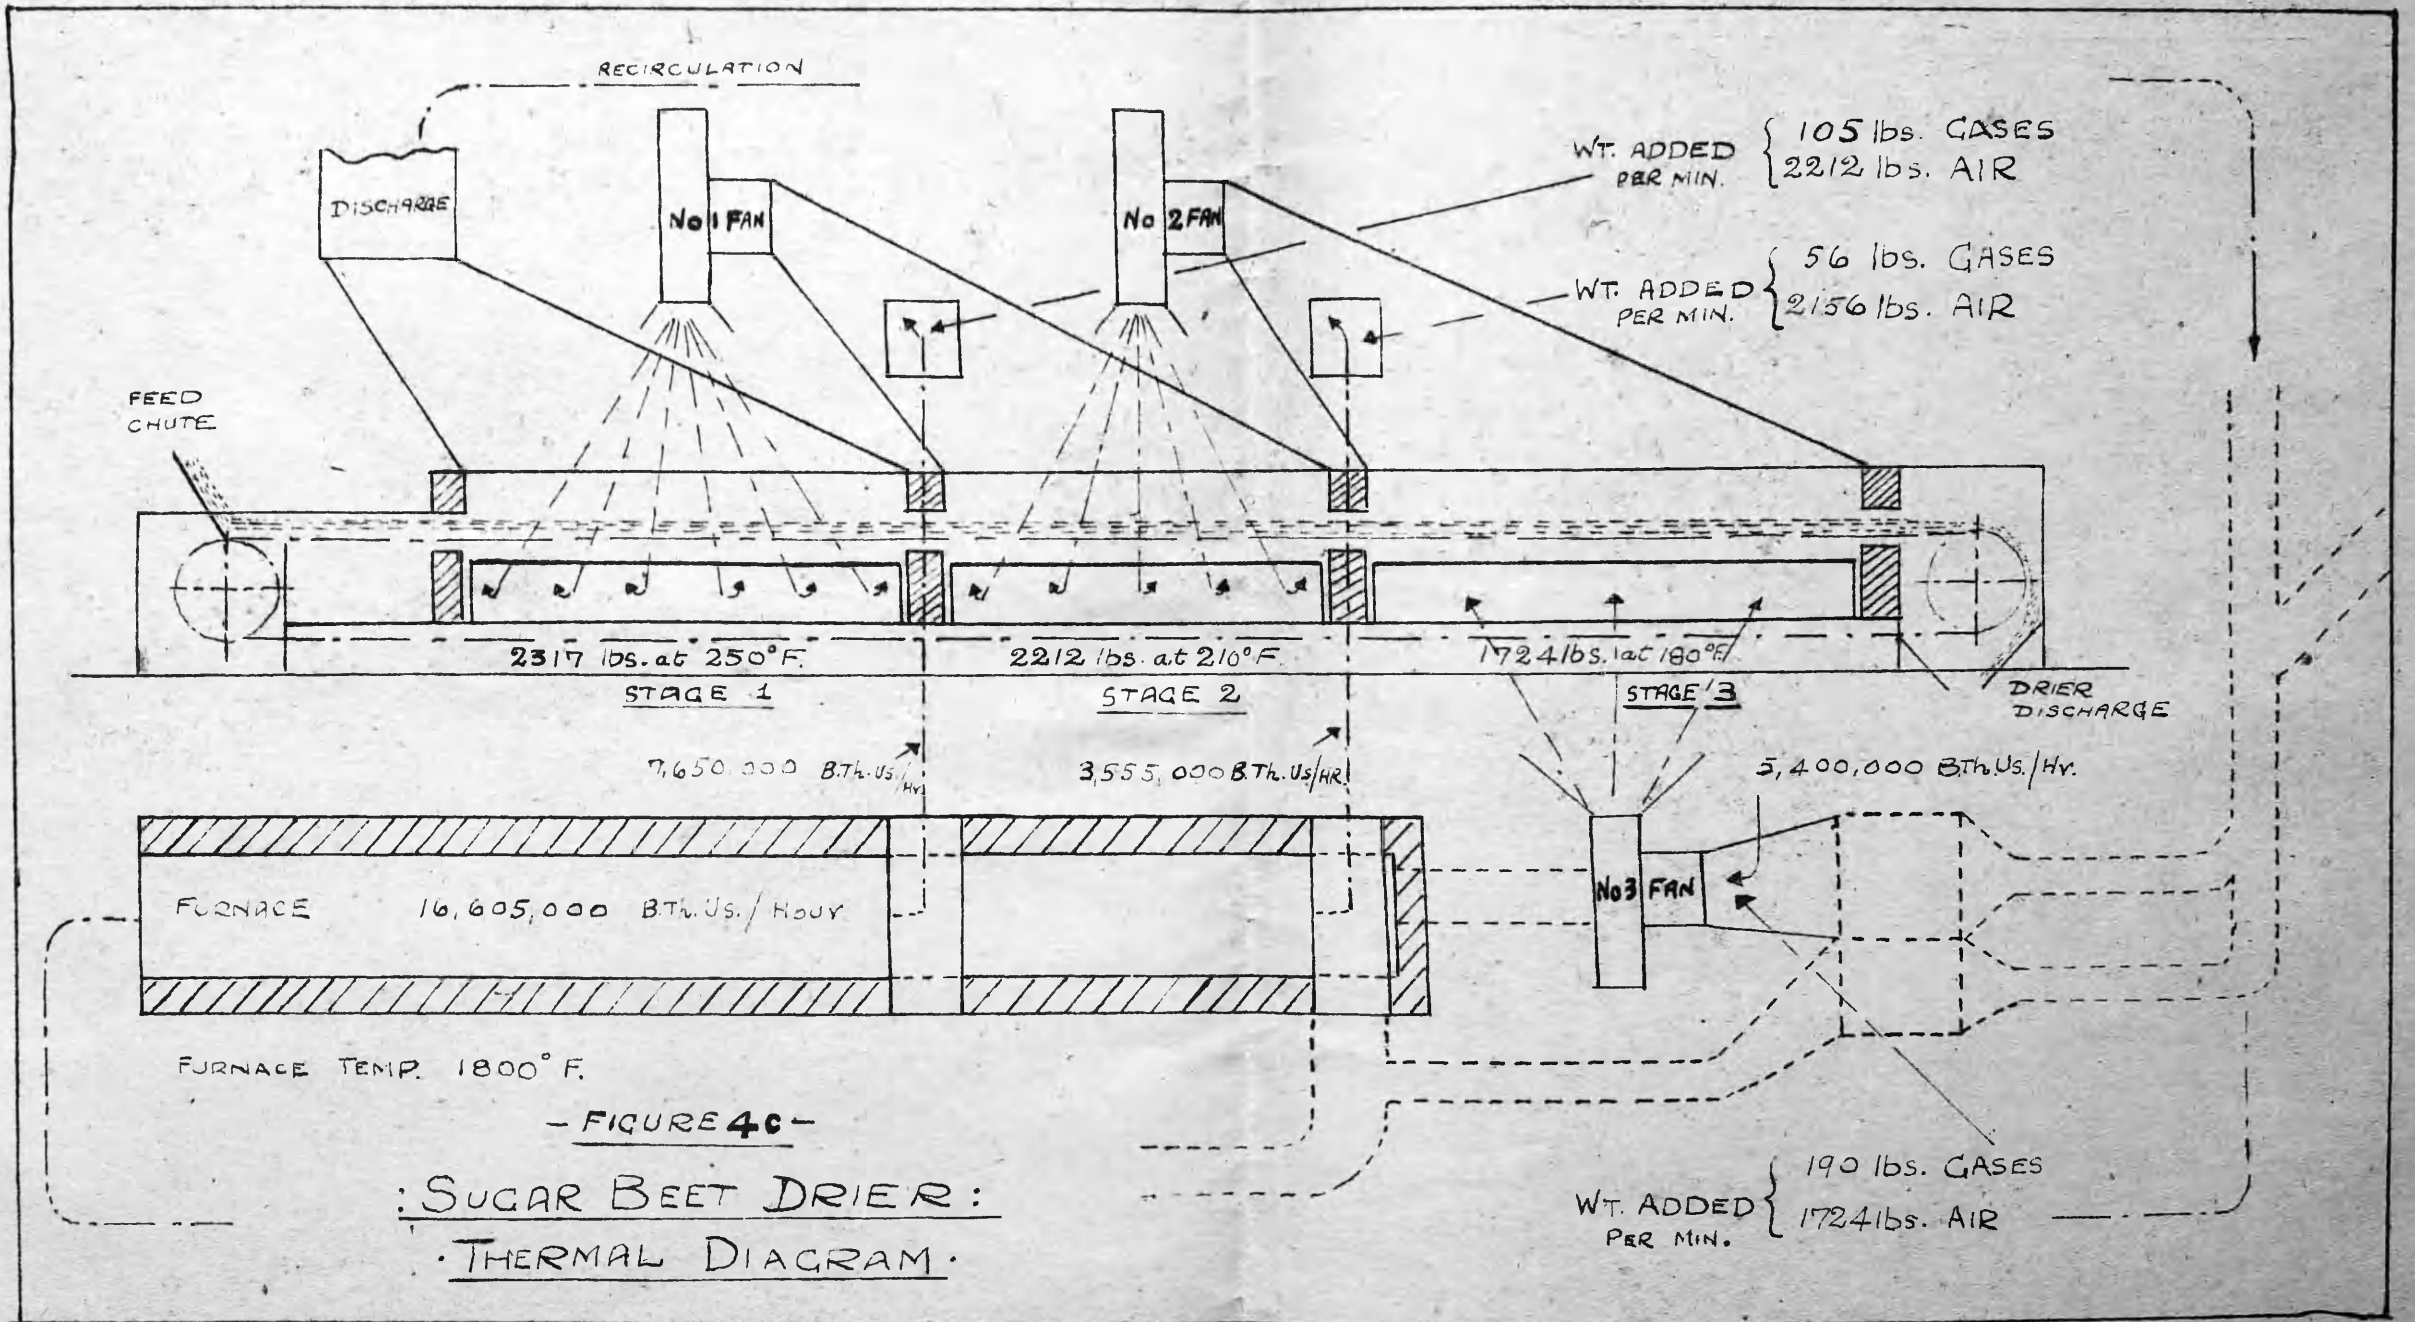 RECIRCULATION
DISCHARGE
No 1 FAN
No 2 FAN
WT. ADDED
PER MIN.
105 lbs. GASES
2212 lbs. AIR
WT. ADDED
PER MIN.
56 lbs. GASES
2156 lbs. AIR
FEED
CHUTE
2317 lbs. at 250°F.
STAGE 1
2212 lbs. at 210°F.
STAGE 2
1724 lbs. at 180°F.
STAGE 3
DRIER
DISCHARGE
7,650,000 B.Th.Us/Hr.
3,555,000 B.Th.Us/HR.
5,400,000 B.Th.Us./Hr.
FURNACE 16,605,000 B.Th.Us./Hour
No 3 FAN
FURNACE TEMP. 1800°F.
- FIGURE 4c -
: SUGAR BEET DRIER :
· THERMAL DIAGRAM ·
WT. ADDED
PER MIN.
190 lbs. GASES
1724 lbs. AIR